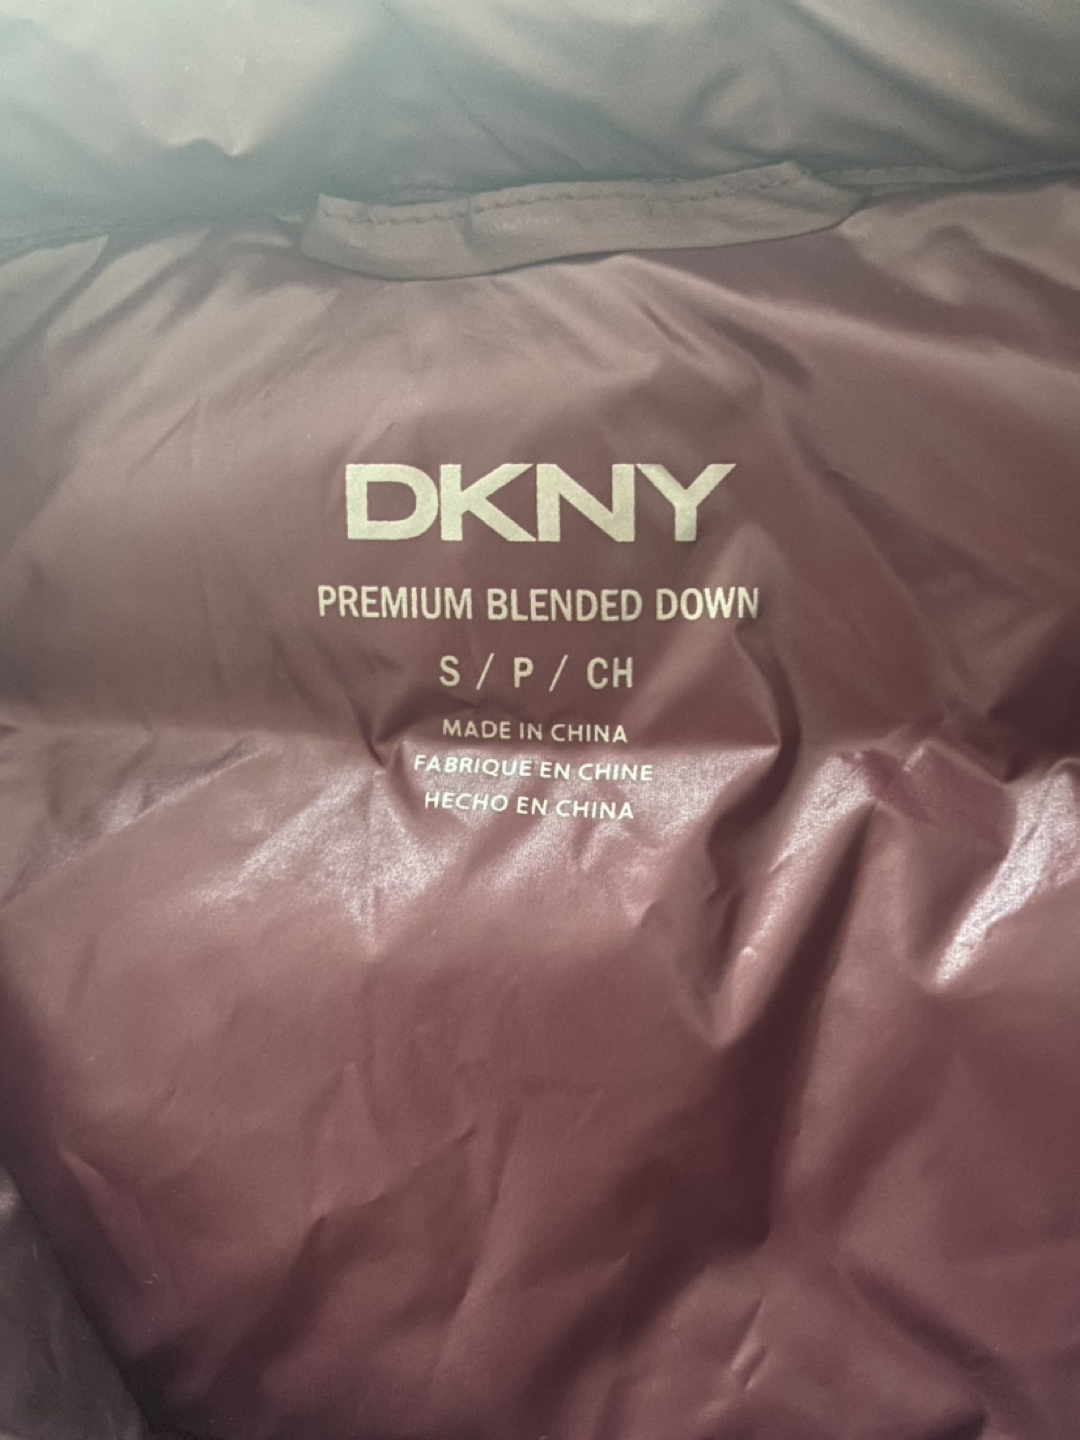 DKNY
PREMIUM BLENDED DOWN
S / P / CH
MADE IN CHINA
FABRIQUE EN CHINE
HECHO EN CHINA